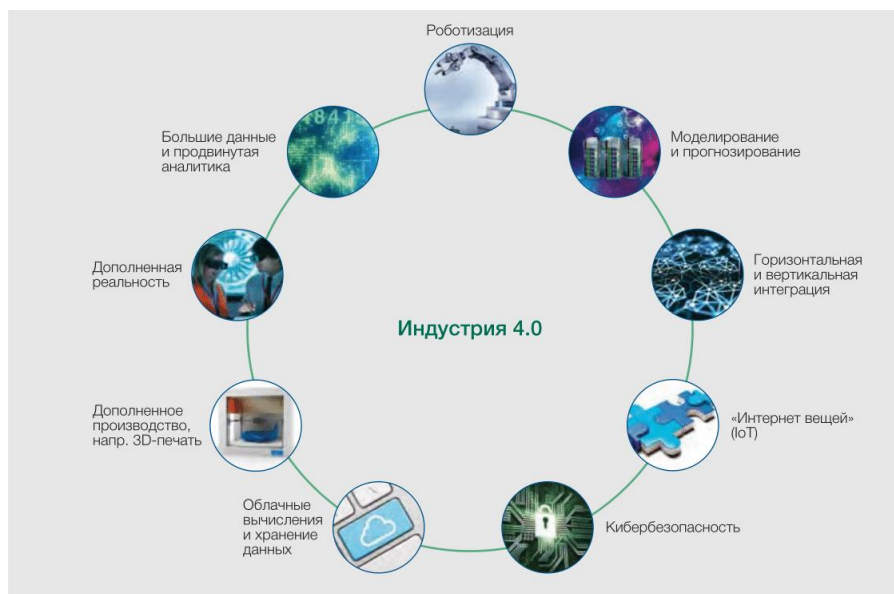 Роботизация
Моделирование
и прогнозирование
Горизонтальная
и вертикальная
интеграция
«Интернет вещей»
(IoT)
Кибербезопасность
Облачные
вычисления
и хранение
данных
Дополненное
производство,
напр. 3D-печать
Дополненная
реальность
Большие данные
и продвинутая
аналитика
Индустрия 4.0